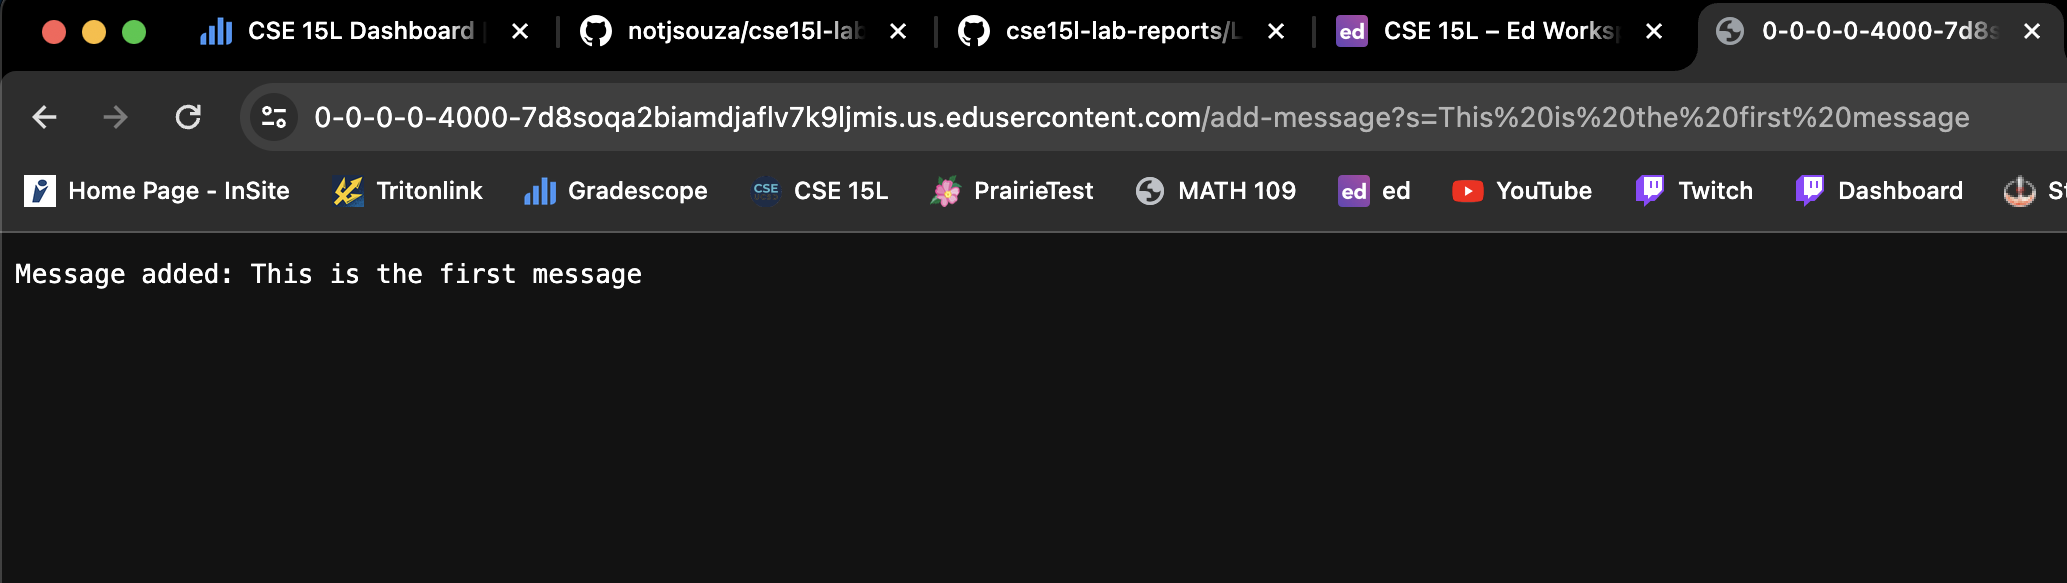 CSE 15L Dashboard
notjsouza/cse15l-lab
cse15l-lab-reports/L
ed CSE 15L – Ed Worksp
0-0-0-0-4000-7d8s
0-0-0-0-4000-7d8soqa2biamdjaflv7k9ljmis.us.edusercontent.com/add-message?s=This%20is%20the%20first%20message
Home Page - InSite
Tritonlink
Gradescope
CSE CSE 15L
PrairieTest
MATH 109
ed ed
YouTube
Twitch
Dashboard
St
Message added: This is the first message